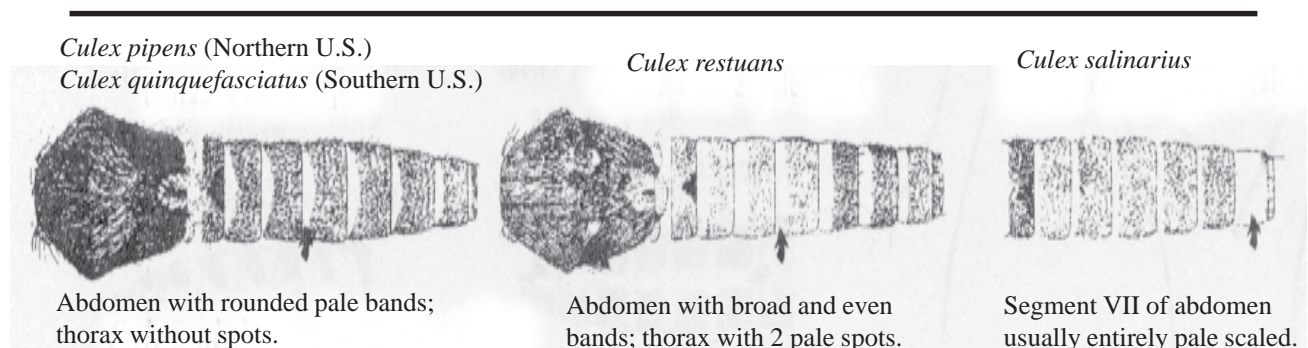 Culex pipens (Northern U.S.)
Culex quinquefasciatus (Southern U.S.)
Culex restuans
Culex salinarius
Abdomen with rounded pale bands;
thorax without spots.
Abdomen with broad and even
bands; thorax with 2 pale spots.
Segment VII of abdomen
usually entirely pale scaled.